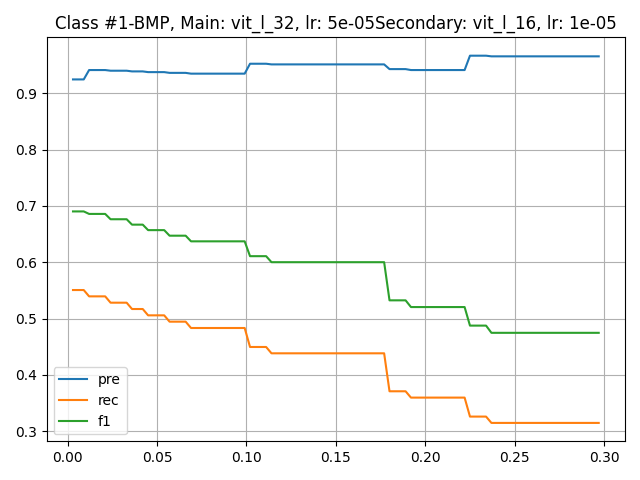 Class #1-BMP, Main: vit_l_32, lr: 5e-05Secondary: vit_l_16, lr: 1e-05
0.9
0.8
0.7
0.6
0.5
0.4
0.3
pre
rec
f1
0.00 0.05 0.10 0.15 0.20 0.25 0.30